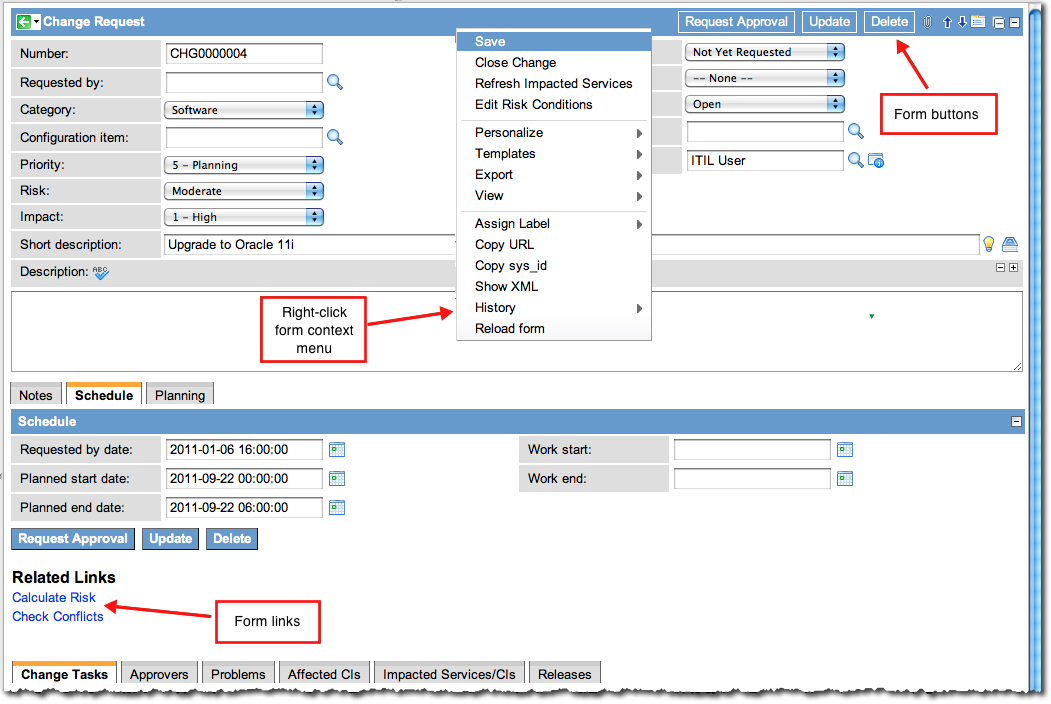 Change Request
Request Approval Update Delete
Number: CHG0000004
Requested by:
Category: Software
Configuration item:
Priority: 5 - Planning
Risk: Moderate
Impact: 1 - High
Short description: Upgrade to Oracle 11i
Description: ABC
Save
Close Change
Refresh Impacted Services
Edit Risk Conditions
Personalize
Templates
Export
View
Assign Label
Copy URL
Copy sys_id
Show XML
History
Reload form
Not Yet Requested
-- None --
Open
ITIL User
Form buttons
Right-click
form context
menu
Notes Schedule Planning
Schedule
Requested by date: 2011-01-06 16:00:00 Work start:
Planned start date: 2011-09-22 00:00:00 Work end:
Planned end date: 2011-09-22 06:00:00
Request Approval Update Delete
Related Links
Calculate Risk
Check Conflicts
Form links
Change Tasks Approvers Problems Affected CIs Impacted Services/CIs Releases